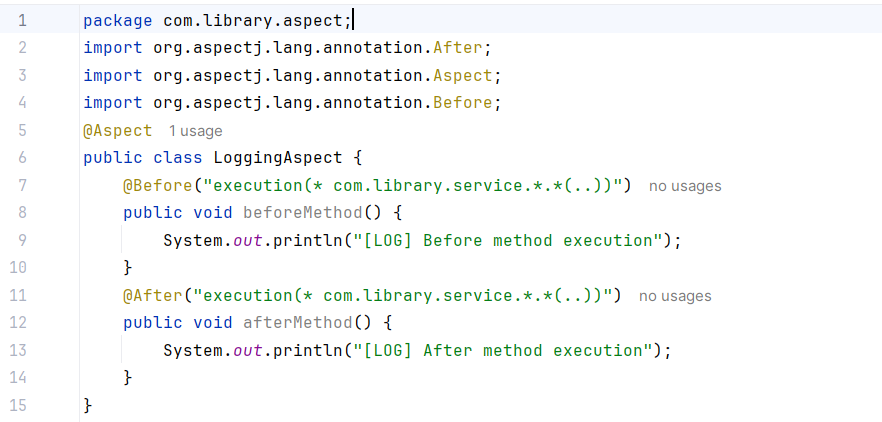 1 package com.library.aspect;
2 import org.aspectj.lang.annotation.After;
3 import org.aspectj.lang.annotation.Aspect;
4 import org.aspectj.lang.annotation.Before;
5 @Aspect 1 usage
6 public class LoggingAspect {
7     @Before("execution(* com.library.service.*.*(..))") no usages
8     public void beforeMethod() {
9         System.out.println("[LOG] Before method execution");
10     }
11     @After("execution(* com.library.service.*.*(..))") no usages
12     public void afterMethod() {
13         System.out.println("[LOG] After method execution");
14     }
15 }